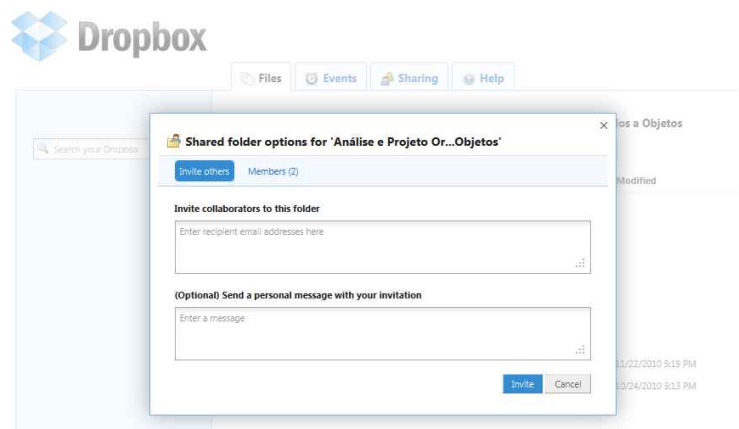 Dropbox
Files Events Sharing Help
os a Objetos
Search your Dropbox
Shared folder options for 'Análise e Projeto Or...Objetos'
Invite others Members (2)
Modified
Invite collaborators to this folder
Enter recipient email addresses here
(Optional) Send a personal message with your invitation
Enter a message
11/22/2010 5:19 PM
Invite Cancel
10/24/2010 3:13 PM